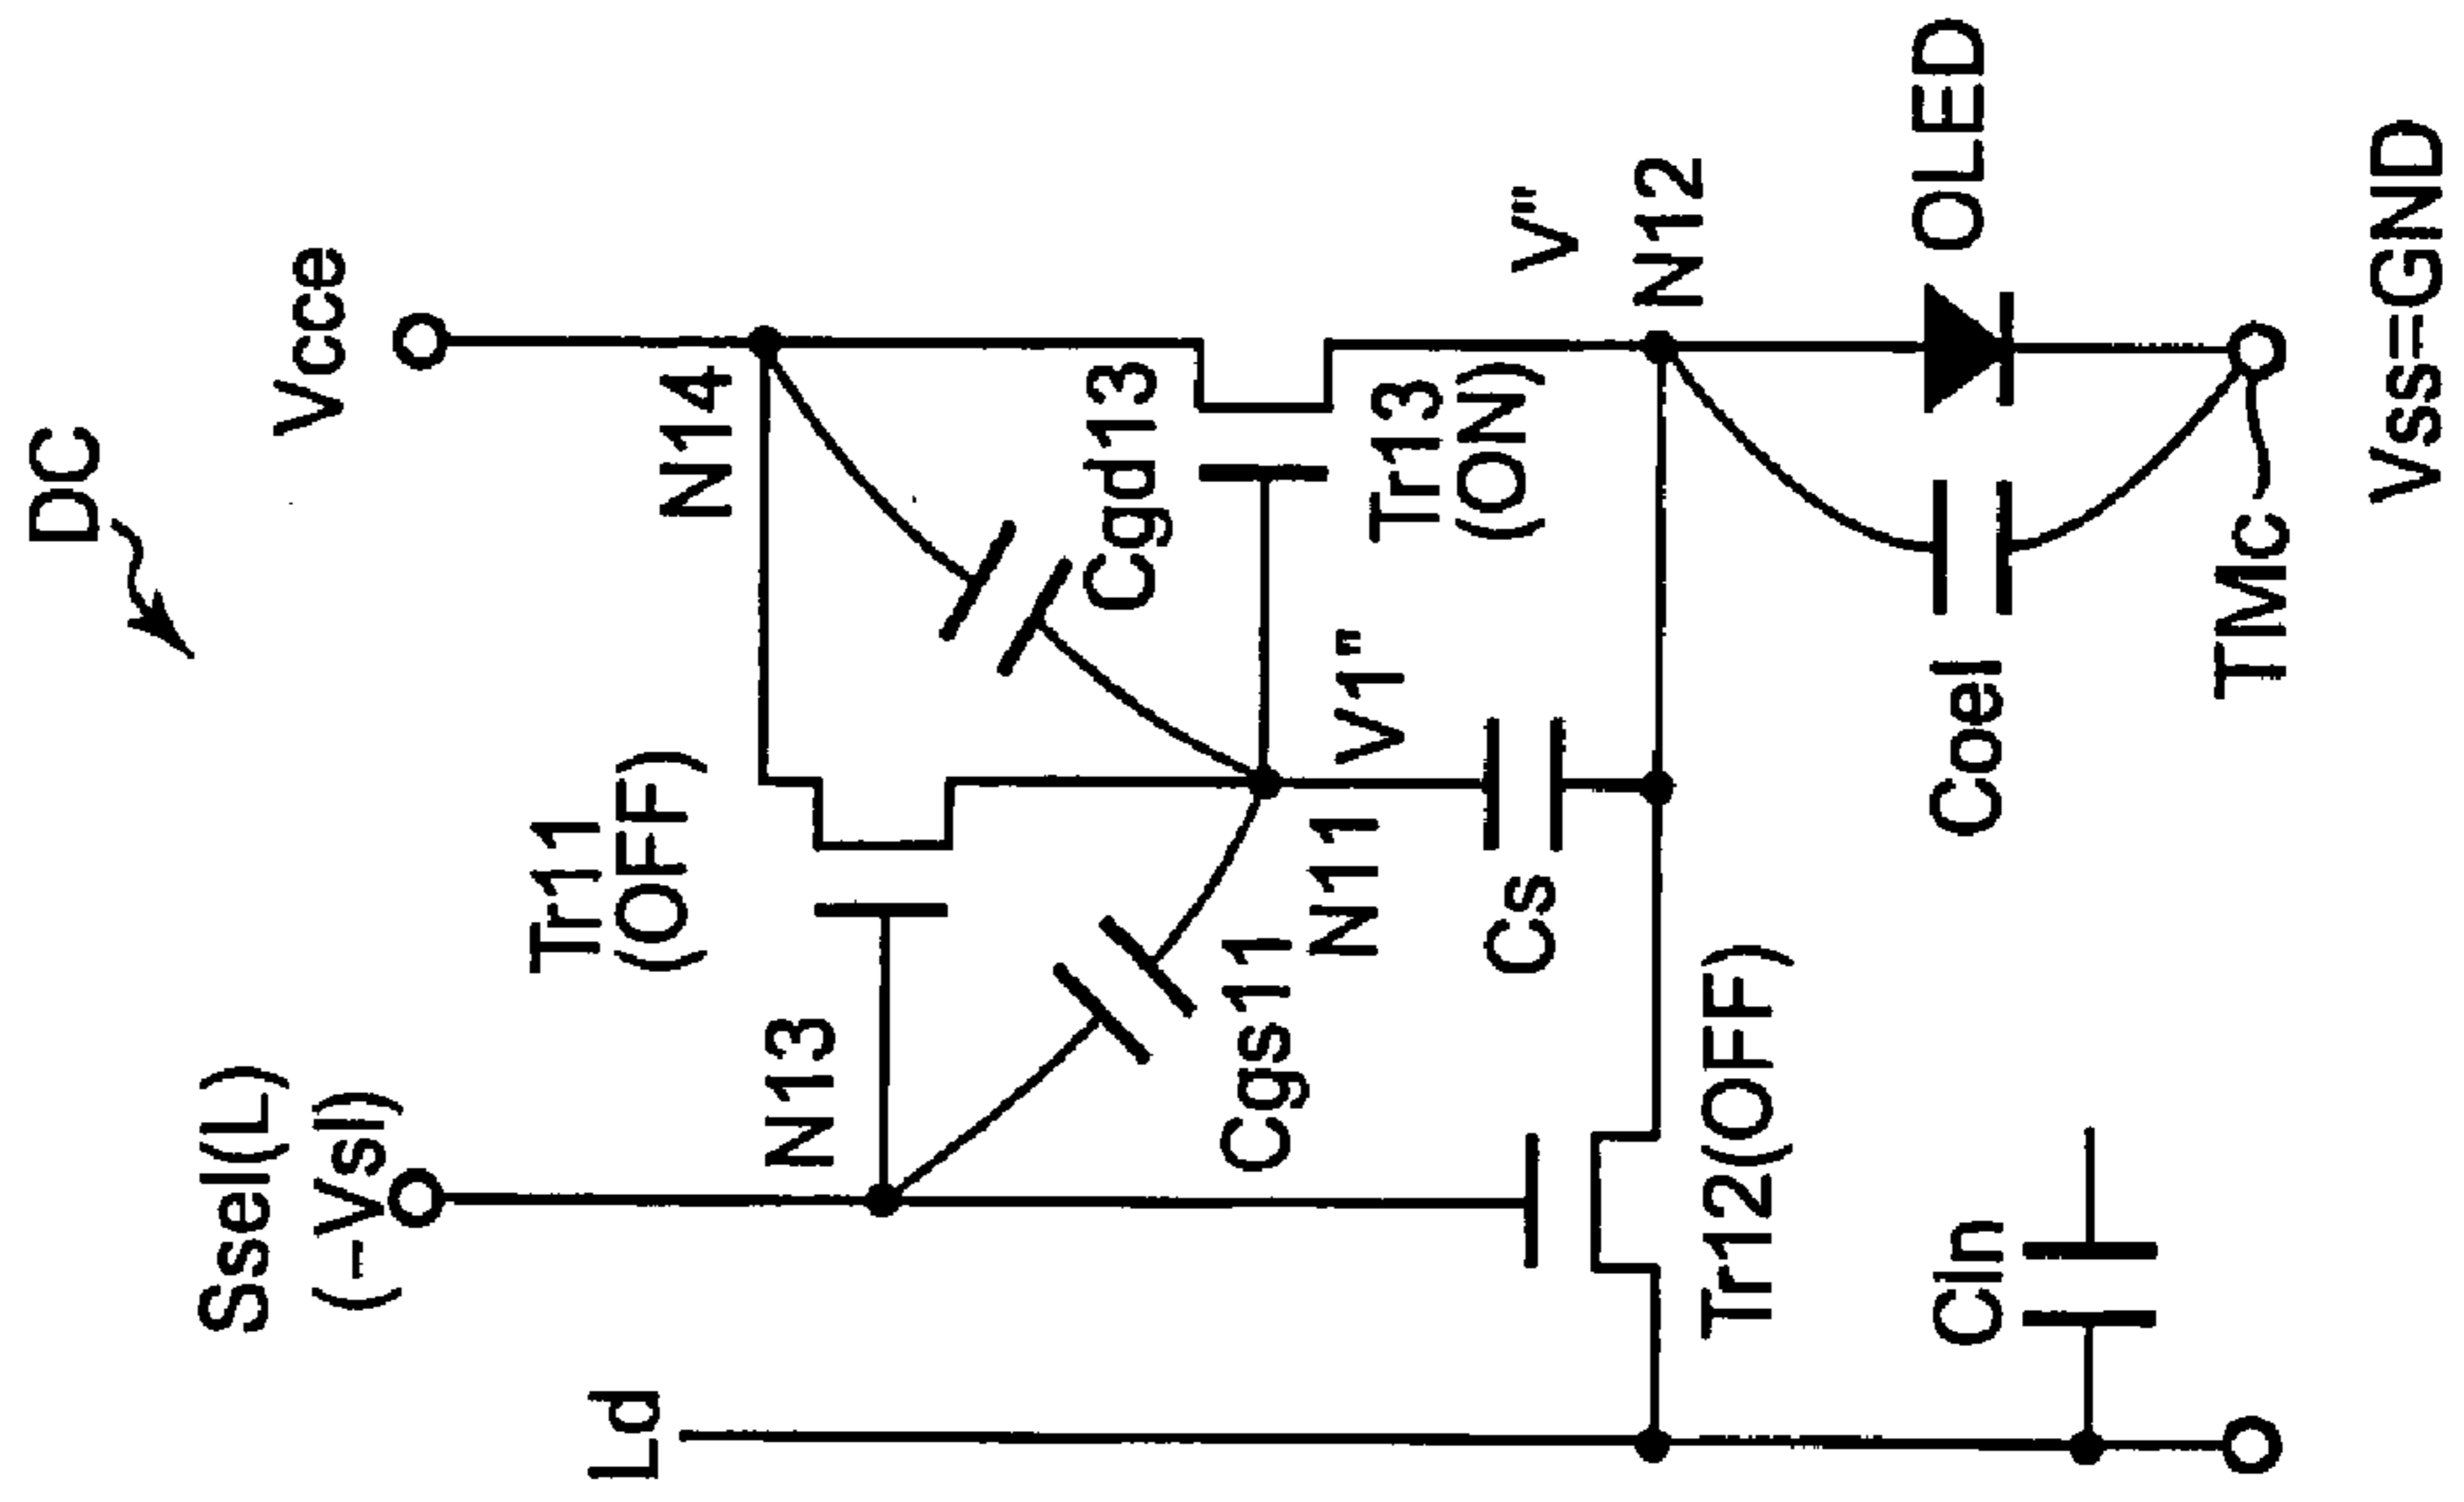 DC
Vcce
Ssel(L)
(−Vsl)
Ld
Tr11
(OFF)
N14
N13
Cgd13
Cgs11
N11
V1"
Tr13
(ON)
V"
N12
Cs
Tr12(OFF)
OLED
Coel
Cln
TMc
Vss=GND